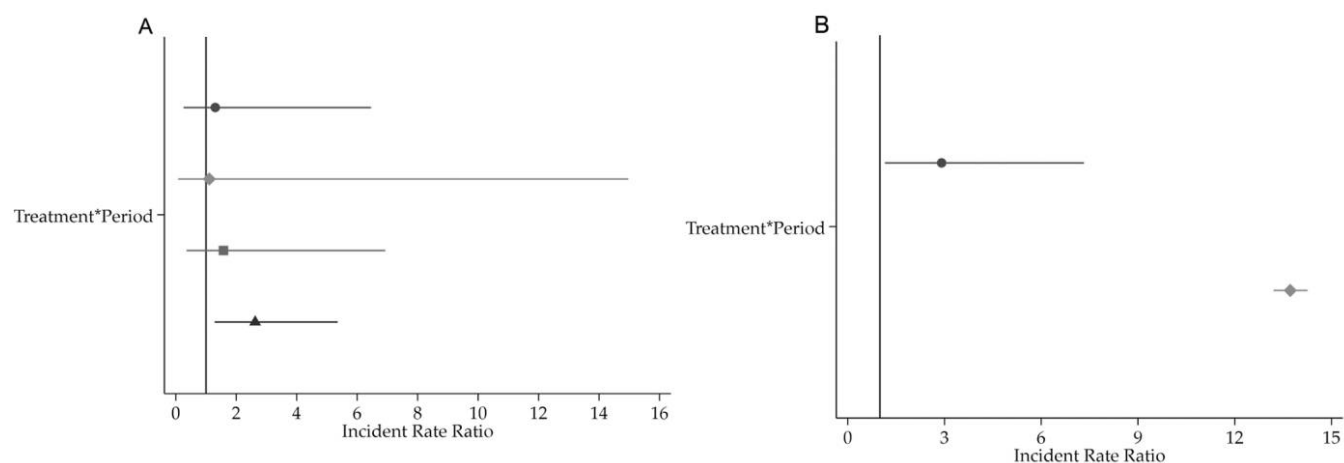 A
Treatment*Period
0 2 4 6 8 10 12 14 16
Incident Rate Ratio
B
Treatment*Period
0 3 6 9 12 15
Incident Rate Ratio